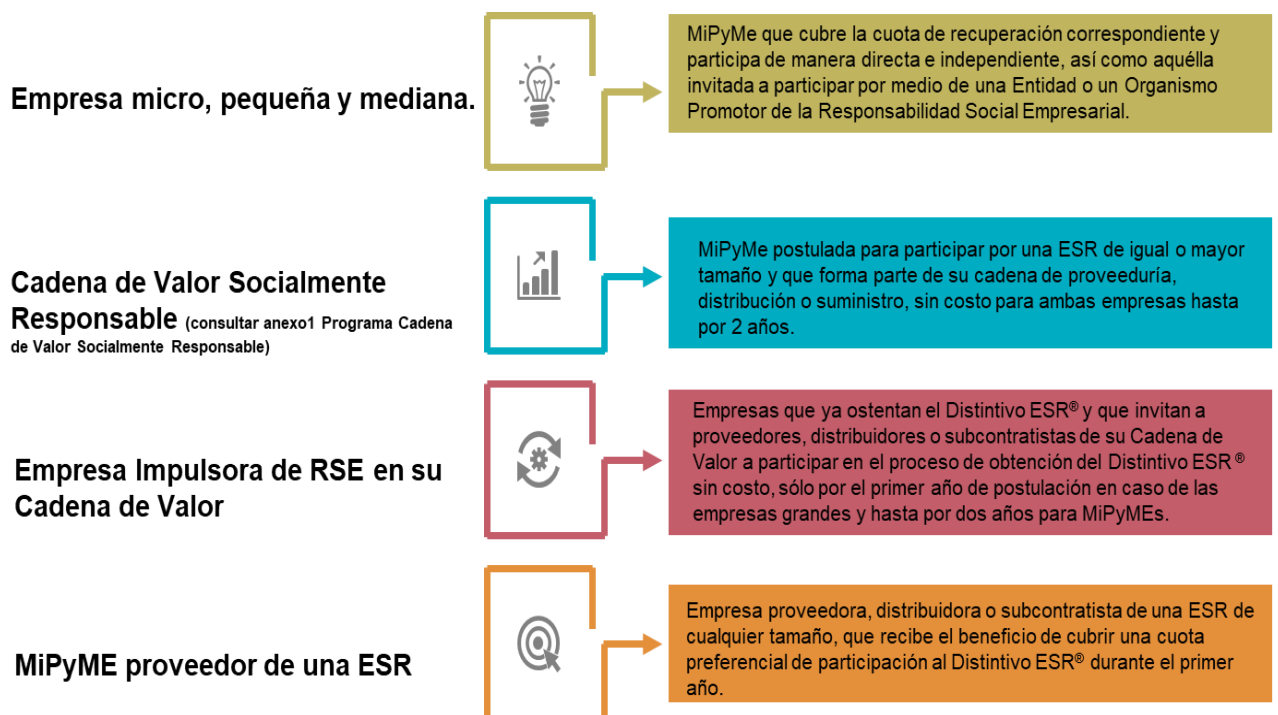 Empresa micro, pequeña y mediana.
MiPyMe que cubre la cuota de recuperación correspondiente y
participa de manera directa e independiente, así como aquélla
invitada a participar por medio de una Entidad o un Organismo
Promotor de la Responsabilidad Social Empresarial.
Cadena de Valor Socialmente
Responsable (consultar anexo1 Programa Cadena
de Valor Socialmente Responsable)
MiPyMe postulada para participar por una ESR de igual o mayor
tamaño y que forma parte de su cadena de proveeduría,
distribución o suministro, sin costo para ambas empresas hasta
por 2 años.
Empresa Impulsora de RSE en su
Cadena de Valor
Empresas que ya ostentan el Distintivo ESR® y que invitan a
proveedores, distribuidores o subcontratistas de su Cadena de
Valor a participar en el proceso de obtención del Distintivo ESR ®
sin costo, sólo por el primer año de postulación en caso de las
empresas grandes y hasta por dos años para MiPyMEs.
MiPyME proveedor de una ESR
Empresa proveedora, distribuidora o subcontratista de una ESR de
cualquier tamaño, que recibe el beneficio de cubrir una cuota
preferencial de participación al Distintivo ESR® durante el primer
año.